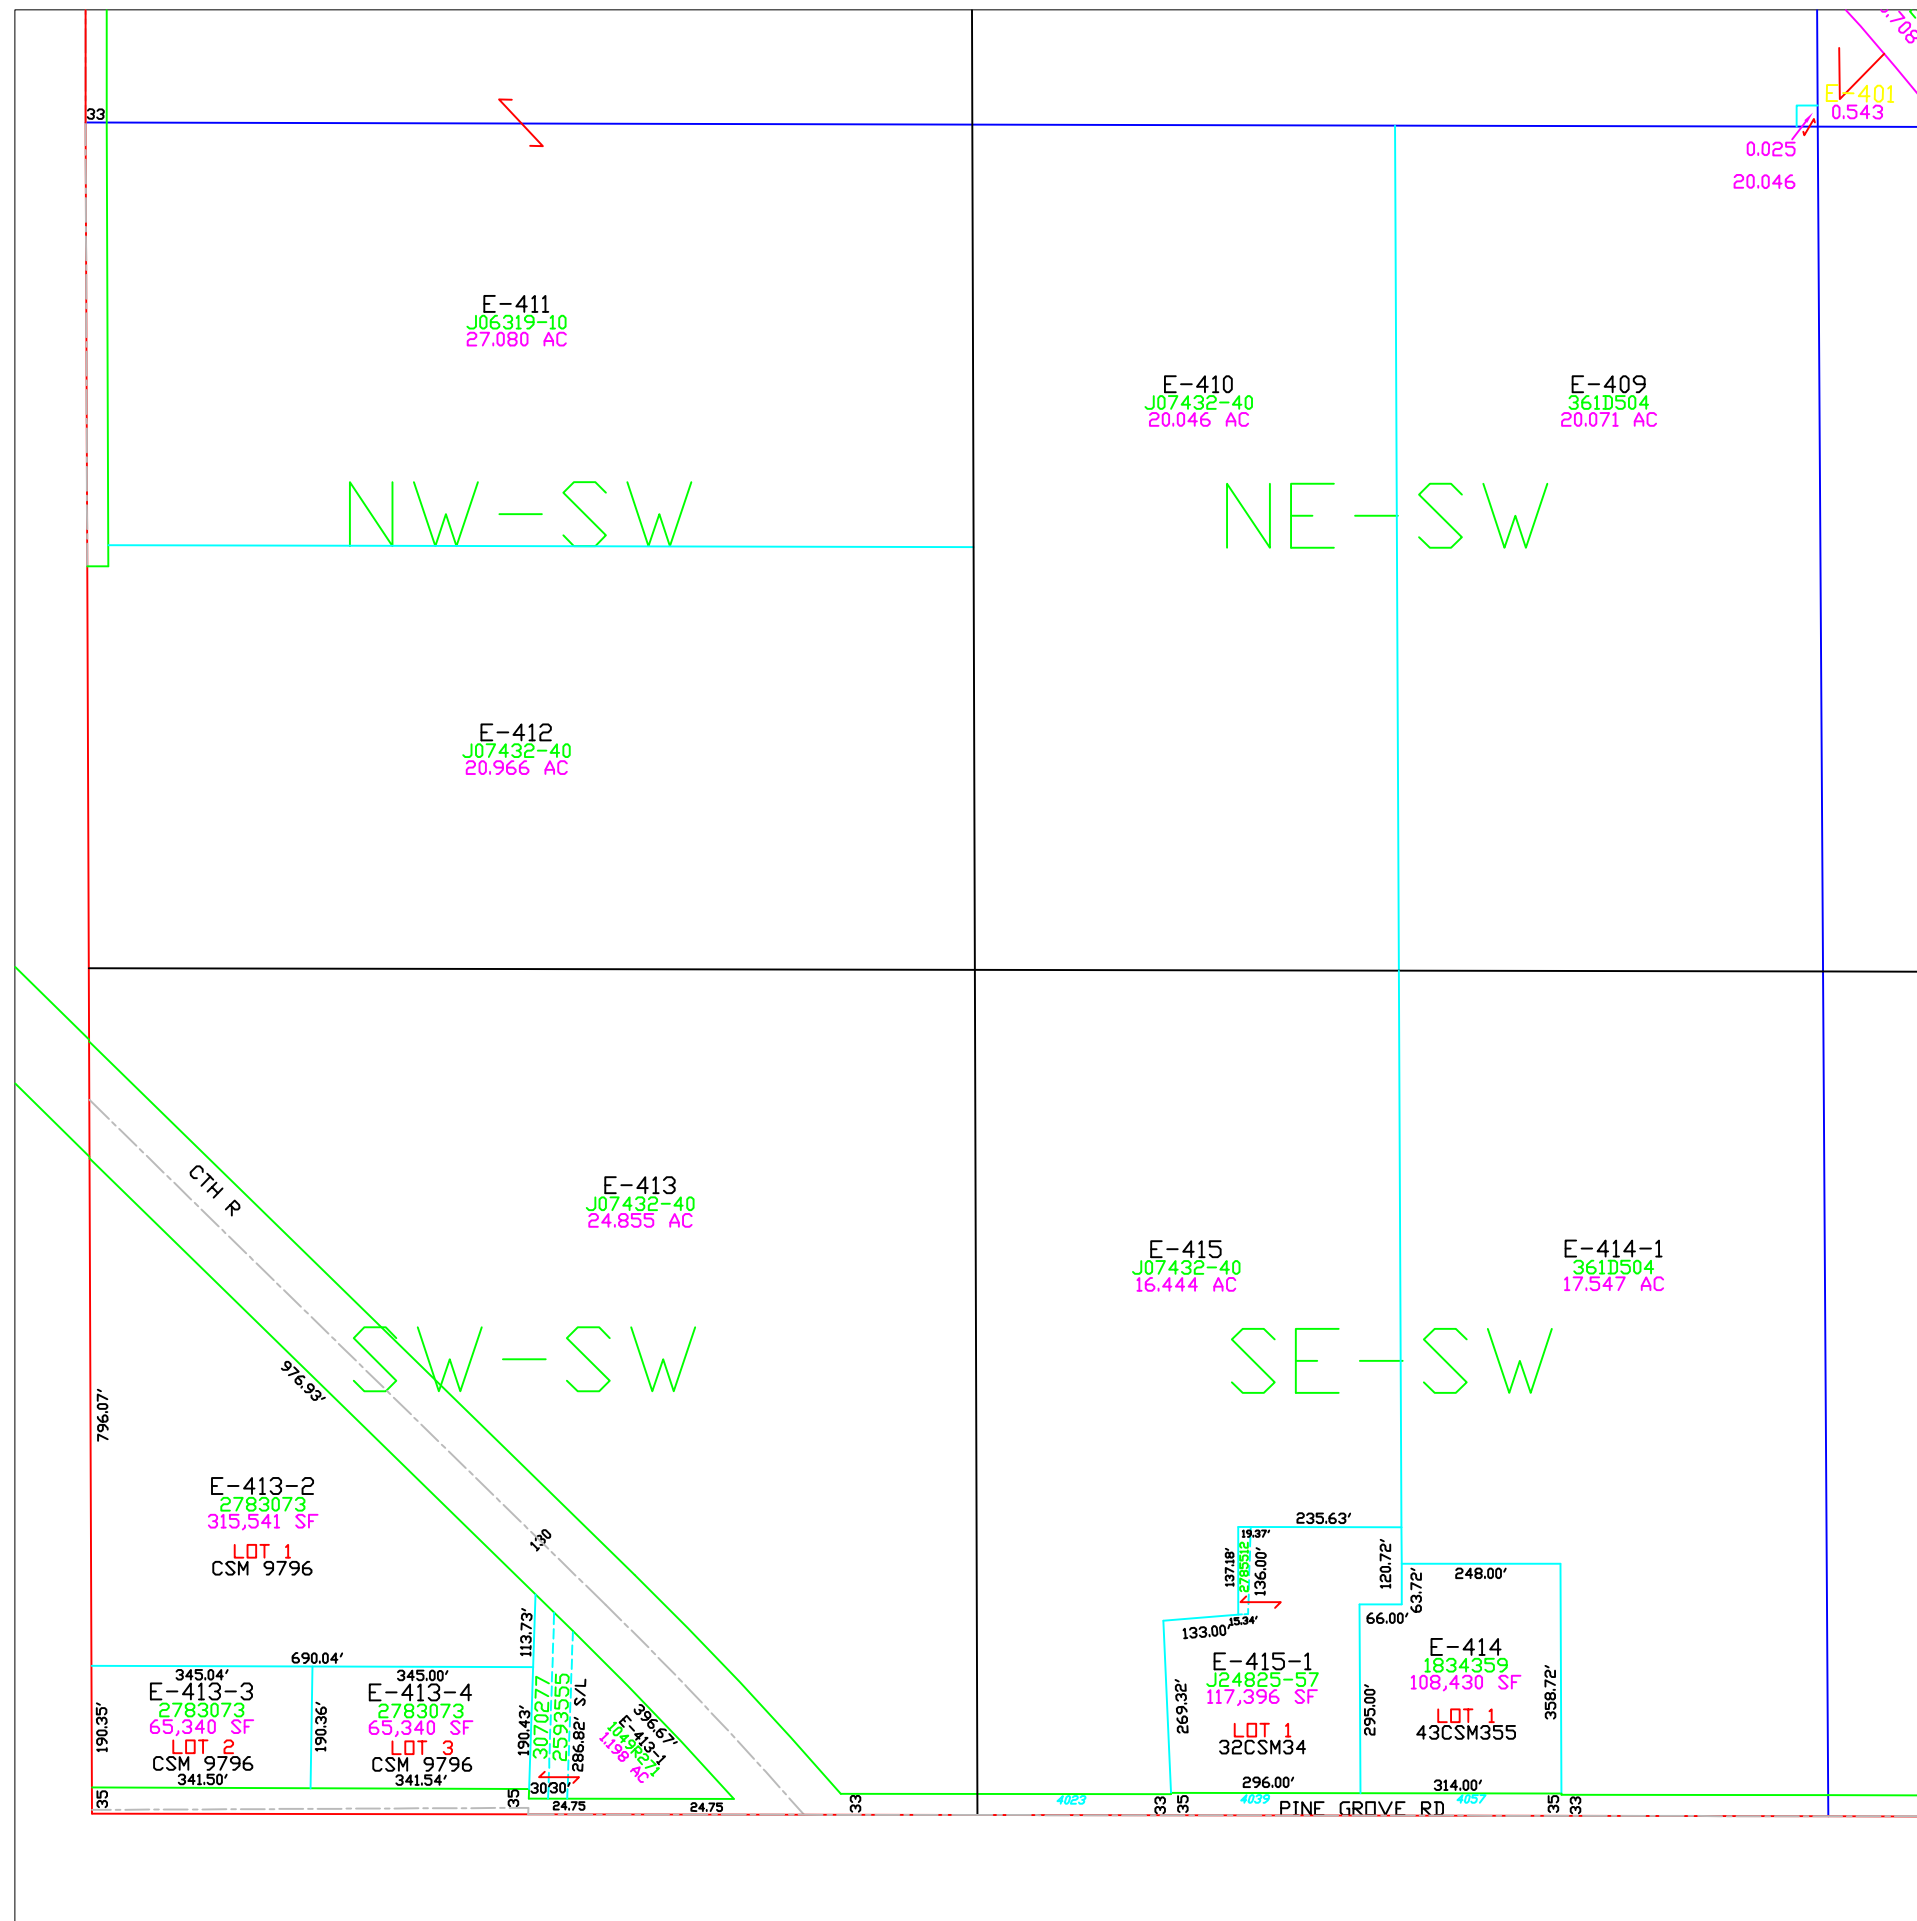 33
.708
E-401
0.543
0.025
20.046
E-411
J06319-10
27.080 AC
E-410
J07432-40
20.046 AC
E-409
361D504
20.071 AC
NW-SW
NE-SW
E-412
J07432-40
20.966 AC
CTH R
E-413
J07432-40
24.855 AC
E-415
J07432-40
16.444 AC
E-414-1
361D504
17.547 AC
SW-SW
SE-SW
976.93'
796.07'
E-413-2
2783073
315,541 SF
LOT 1
CSM 9796
130
235.63'
19.37'
137.18'
2785512
136.00'
120.72'
248.00'
63.72'
66.00'
15.34'
133.00'
113.73'
690.04'
345.04'
345.00'
E-413-3
2783073
65,340 SF
LOT 2
CSM 9796
341.50'
190.35'
190.36'
E-413-4
2783073
65,340 SF
LOT 3
CSM 9796
341.54'
190.43'
3070277
2593555
286.82' S/L
396.67'
E-413-1
1049R271
1.198 AC
30'
30'
24.75
24.75
35
35
33
269.32'
E-415-1
J24825-57
117,396 SF
LOT 1
32CSM34
295.00'
E-414
1834359
108,430 SF
LOT 1
43CSM355
358.72'
296.00'
314.00'
4023
33
35
4039
PINE GROVE RD
4057
35
33